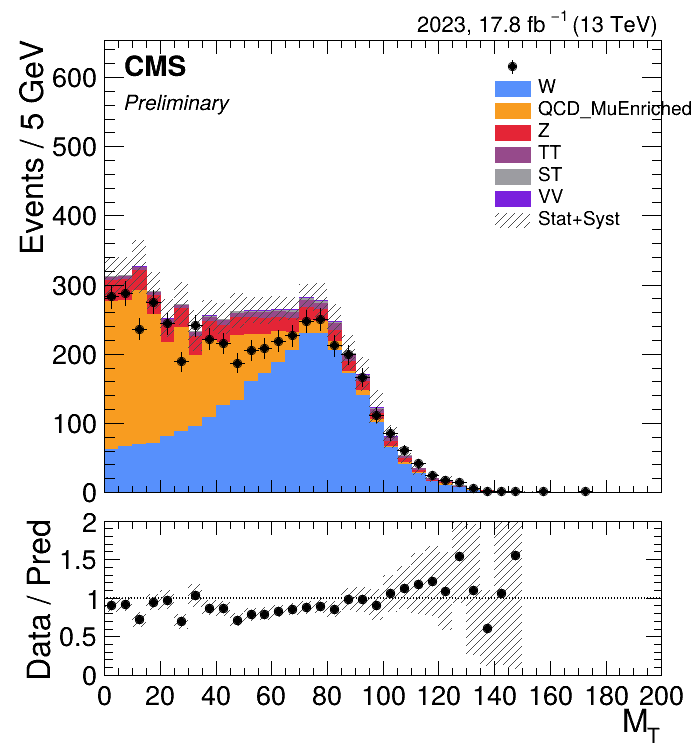 2023, 17.8 fb⁻¹ (13 TeV)
CMS
Preliminary
W
QCD_MuEnriched
Z
TT
ST
VV
Stat+Syst
Events / 5 GeV
600
500
400
300
200
100
0
Data / Pred
2
1.5
1
0.5
0
0 20 40 60 80 100 120 140 160 180 200
M_T